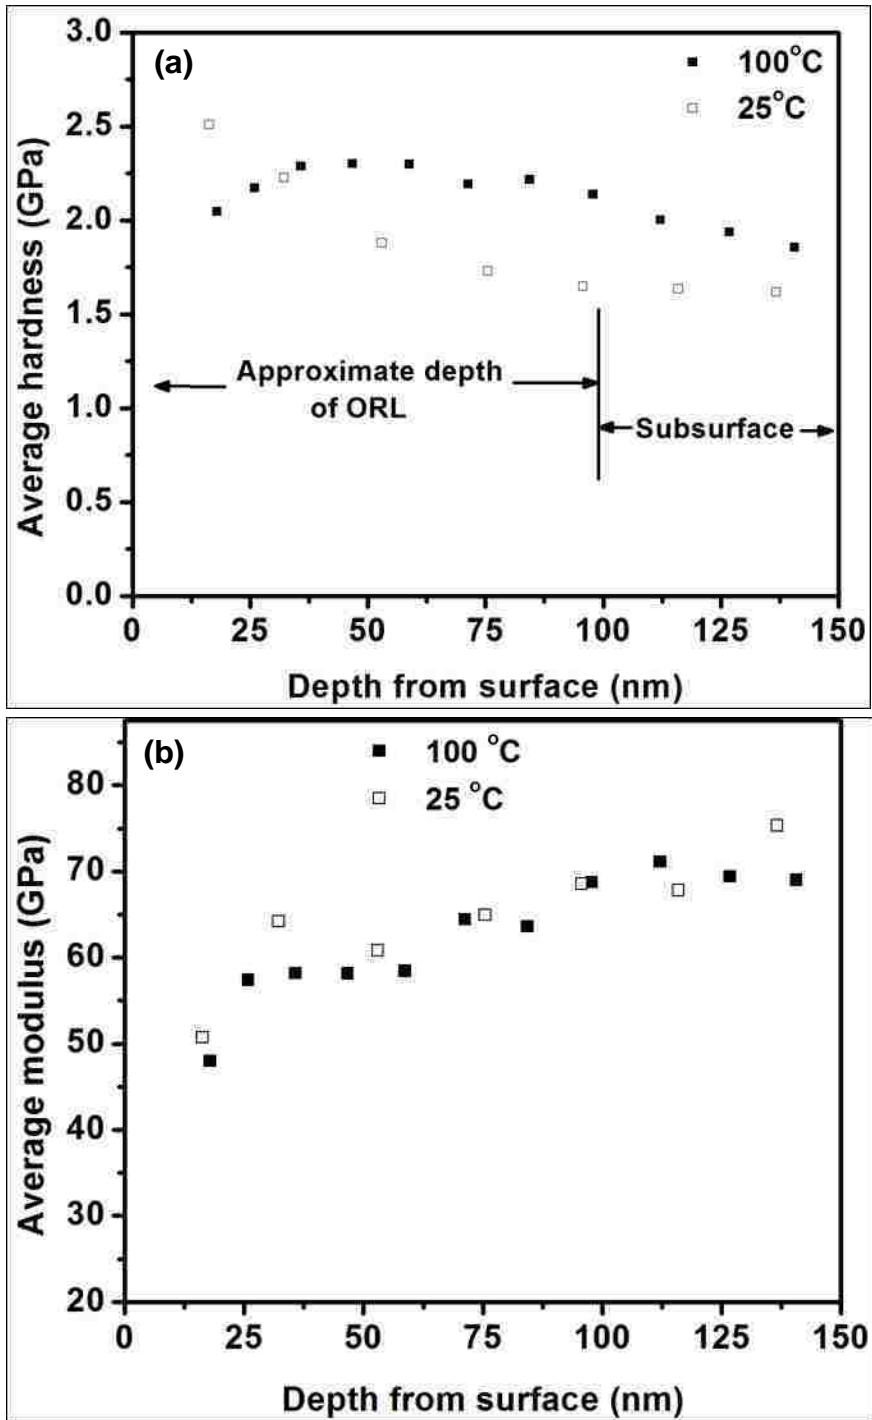 (a)
100°C
25°C
3.0
2.5
2.0
1.5
1.0
0.5
0.0
Average hardness (GPa)
Approximate depth
of ORL
Subsurface
0 25 50 75 100 125 150
Depth from surface (nm)
(b)
100 °C
25 °C
80
70
60
50
40
30
20
Average modulus (GPa)
0 25 50 75 100 125 150
Depth from surface (nm)